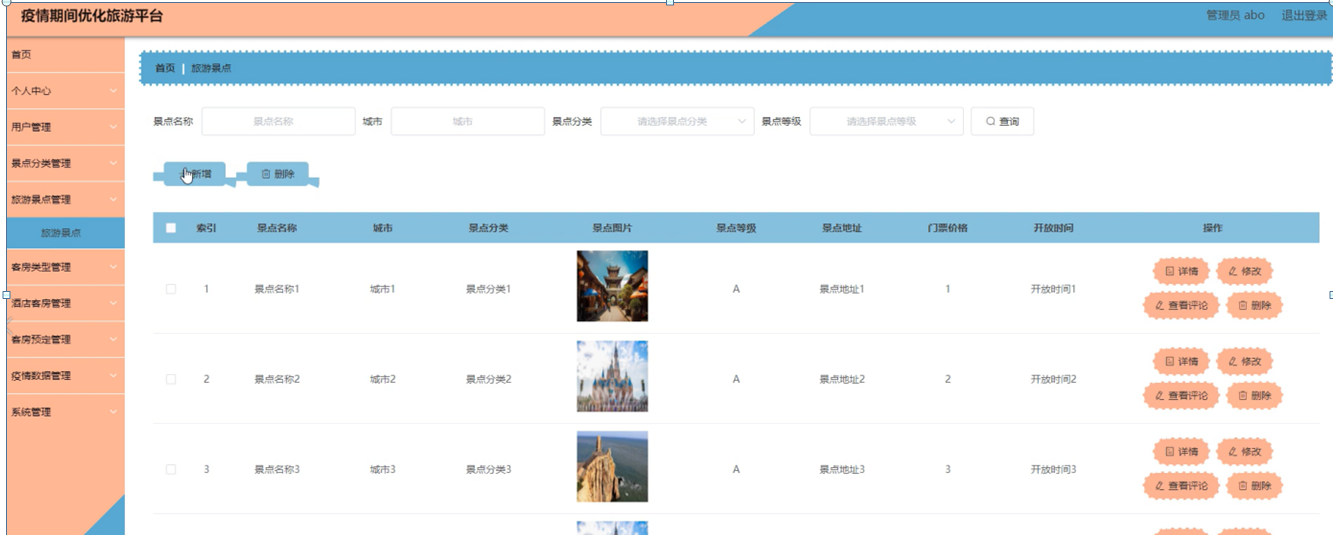 疫情期间优化旅游平台
管理员 abo 退出登录
首页
个人中心
用户管理
景点分类管理
旅游景点管理
旅游景点
客房类型管理
酒店客房管理
客房预定管理
疫情数据管理
系统管理
首页 | 旅游景点
景点名称 景点名称 城市 城市 景点分类 请选择景点分类 景点等级 请选择景点等级 查询
新增 删除
索引 景点名称 城市 景点分类 景点图片 景点等级 景点地址 门票价格 开放时间 操作
1 景点名称1 城市1 景点分类1 A 景点地址1 1 开放时间1
详情 修改
查看评论 删除
2 景点名称2 城市2 景点分类2 A 景点地址2 2 开放时间2
详情 修改
查看评论 删除
3 景点名称3 城市3 景点分类3 A 景点地址3 3 开放时间3
详情 修改
查看评论 删除